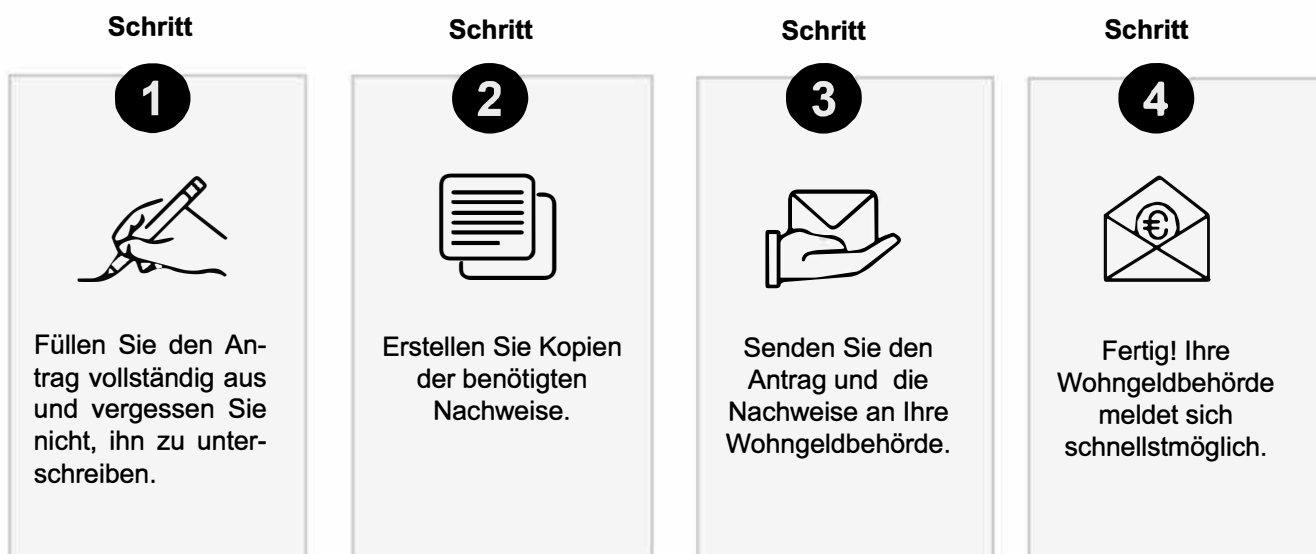 Schritt
1
Füllen Sie den An-
trag vollständig aus
und vergessen Sie
nicht, ihn zu unter-
schreiben.
Schritt
2
Erstellen Sie Kopien
der benötigten
Nachweise.
Schritt
3
Senden Sie den
Antrag und  die
Nachweise an Ihre
Wohngeldbehörde.
Schritt
4
€
Fertig! Ihre
Wohngeldbehörde
meldet sich
schnellstmöglich.